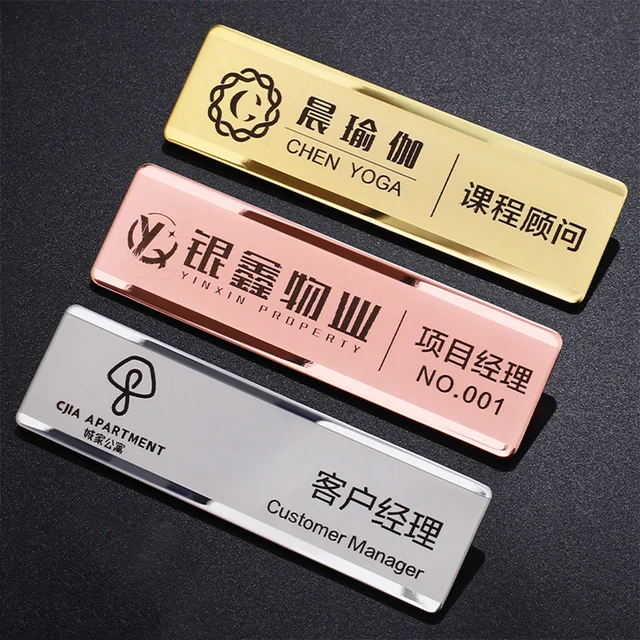 C
晨瑜伽
CHEN YOGA
课程顾问
银鑫物业
YINXIN PROPERTY
项目经理
NO.001
CJIA APARTMENT
城家公寓
客户经理
Customer Manager